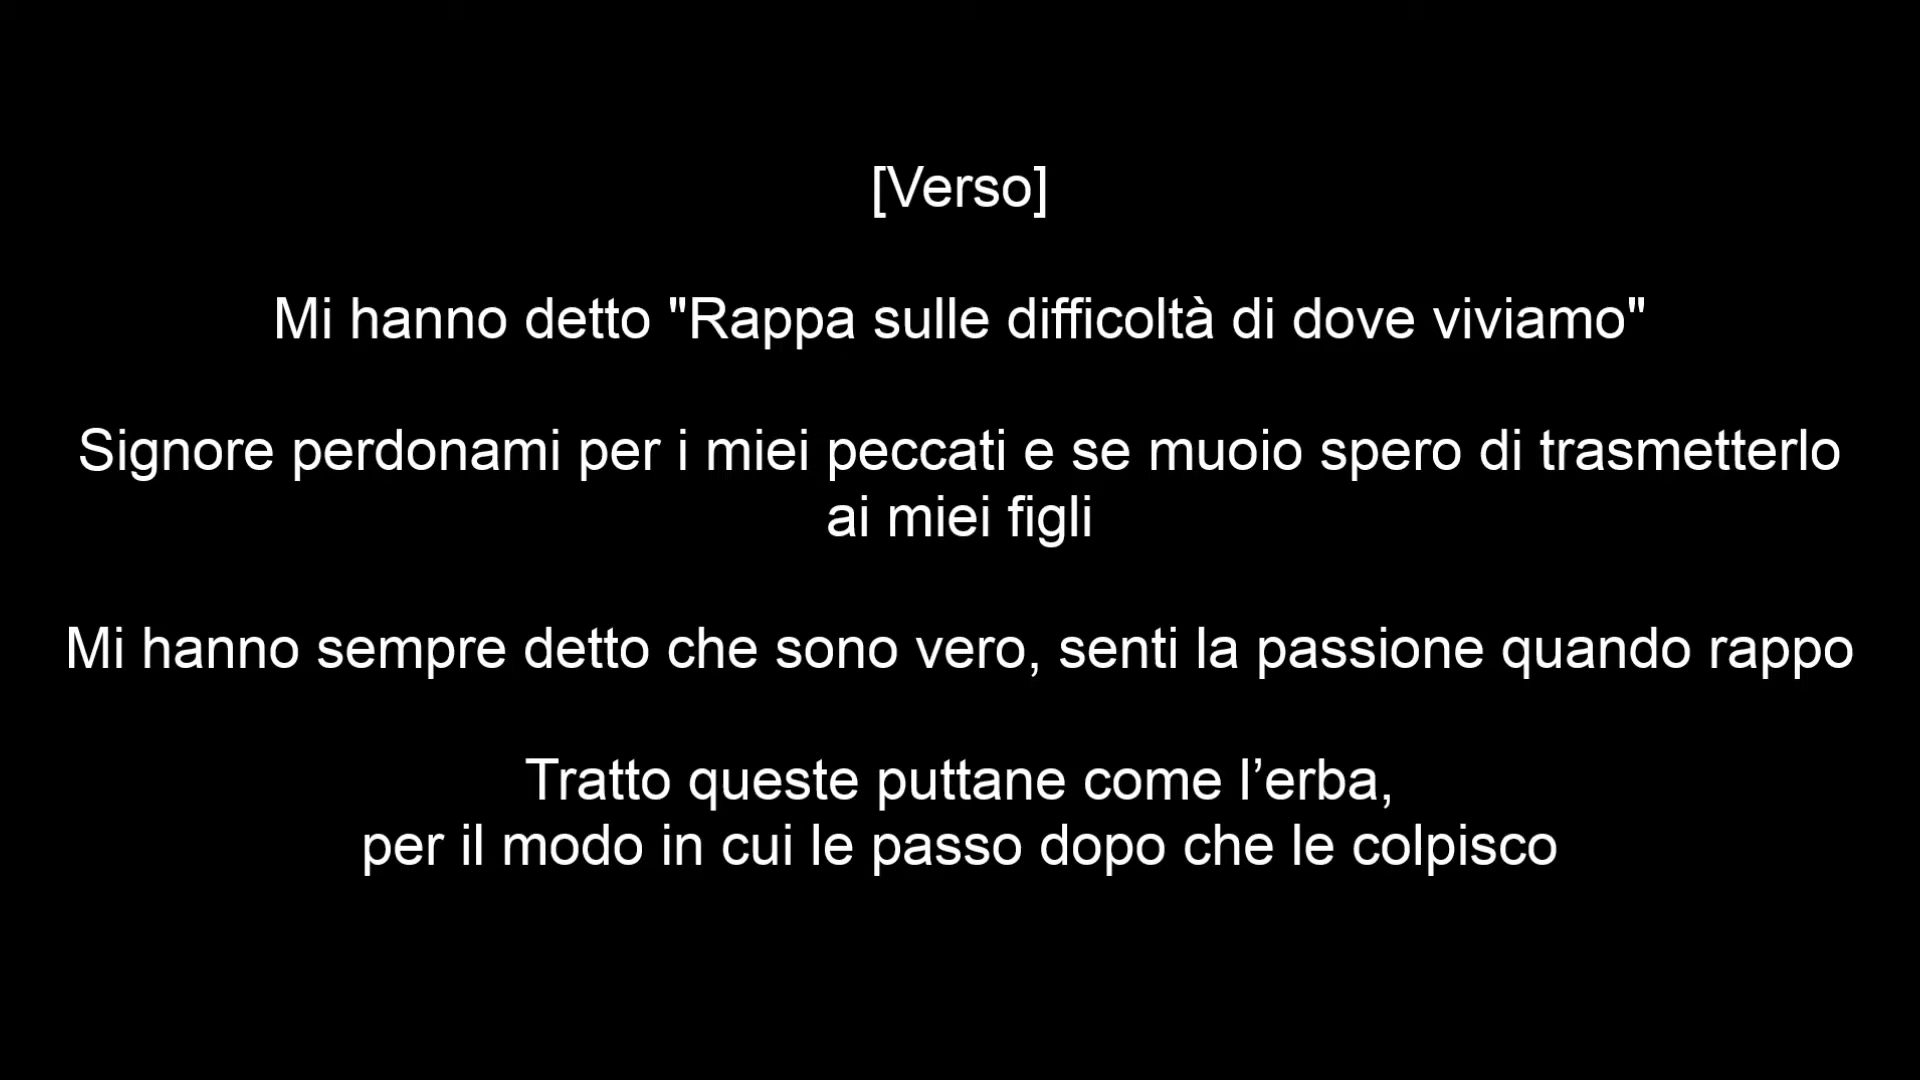 [Verso]
Mi hanno detto "Rappa sulle difficoltà di dove viviamo"
Signore perdonami per i miei peccati e se muoio spero di trasmetterlo
ai miei figli
Mi hanno sempre detto che sono vero, senti la passione quando rappo
Tratto queste puttane come l’erba,
per il modo in cui le passo dopo che le colpisco